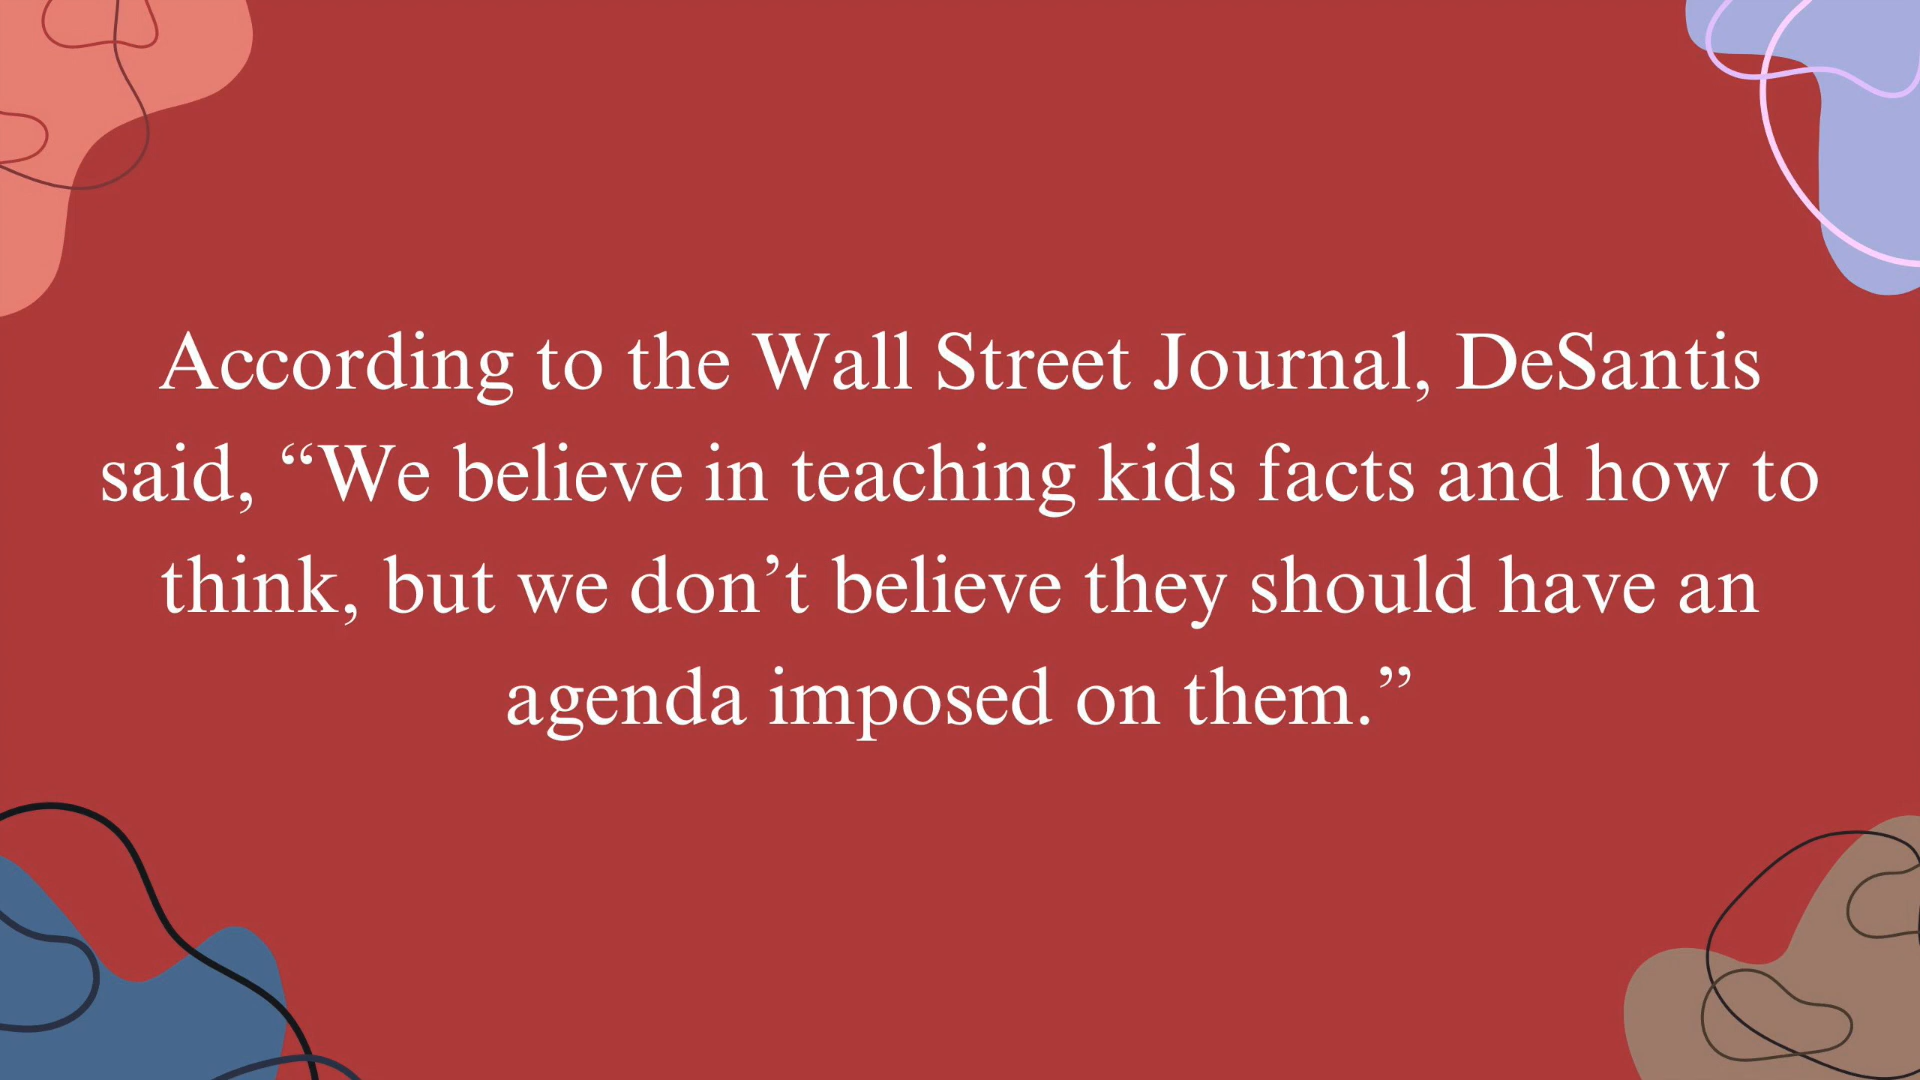 According to the Wall Street Journal, DeSantis
said, “We believe in teaching kids facts and how to
think, but we don’t believe they should have an
agenda imposed on them.”